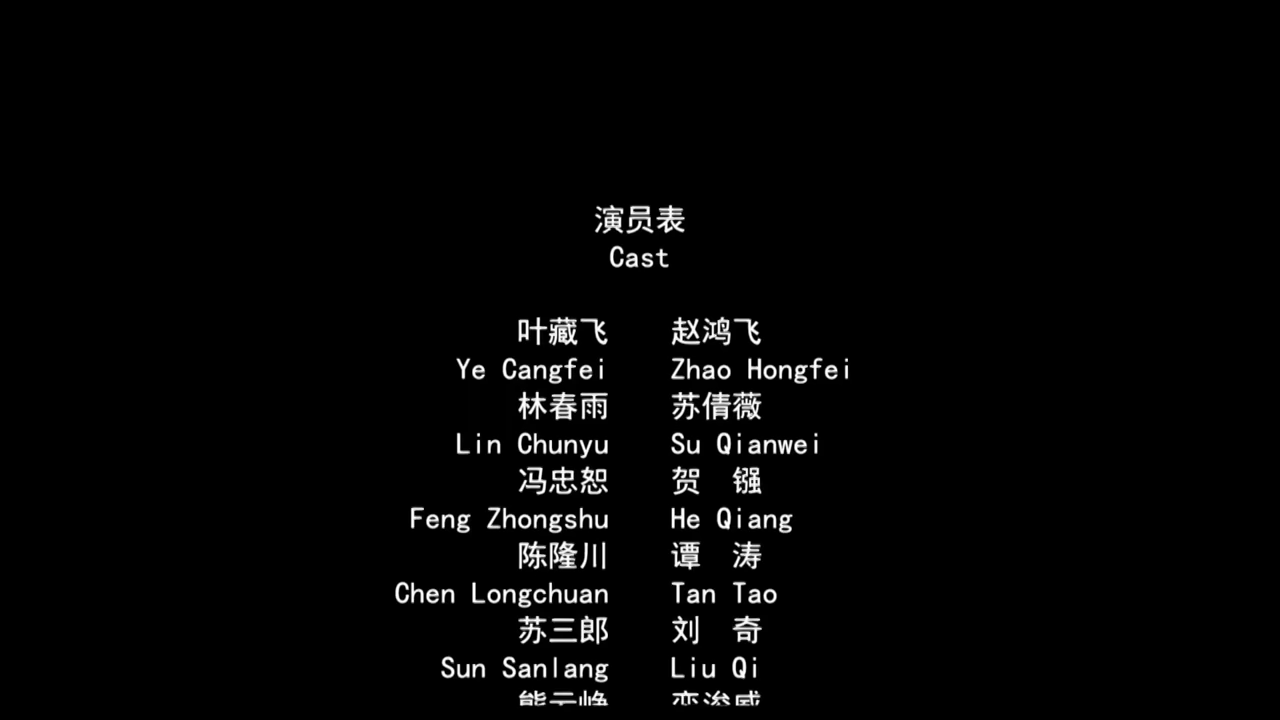 演员表
Cast
叶藏飞 赵鸿飞
Ye Cangfei Zhao Hongfei
林春雨 苏倩薇
Lin Chunyu Su Qianwei
冯忠恕 贺 镪
Feng Zhongshu He Qiang
陈隆川 谭 涛
Chen Longchuan Tan Tao
苏三郎 刘 奇
Sun Sanlang Liu Qi